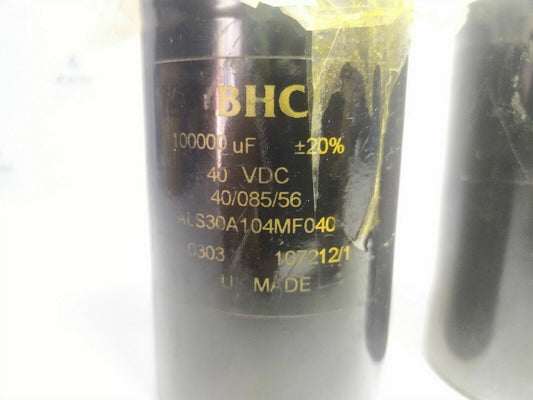 BHC
100000 uF ±20%
40 VDC
40/085/56
ALS30A104MF040
0303 107212/1
U MADE